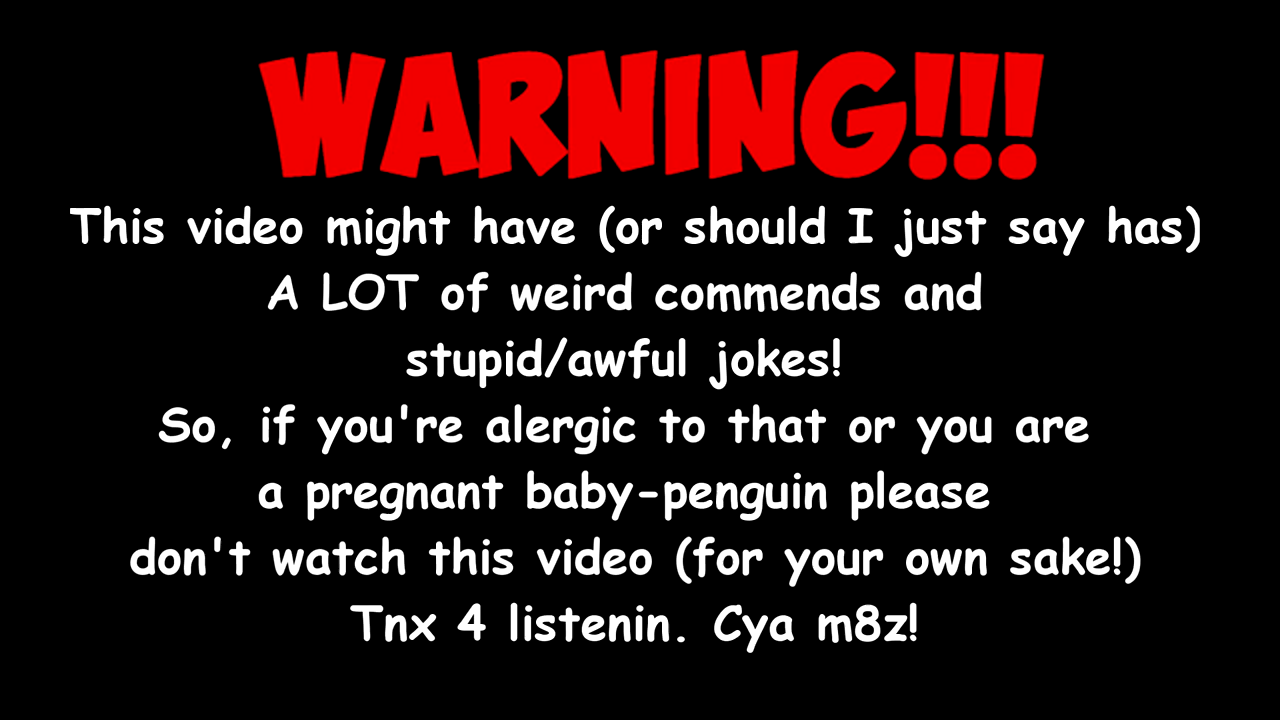 WARNING!!!
This video might have (or should I just say has)
A LOT of weird commends and
stupid/awful jokes!
So, if you're alergic to that or you are
a pregnant baby-penguin please
don't watch this video (for your own sake!)
Tnx 4 listenin. Cya m8z!